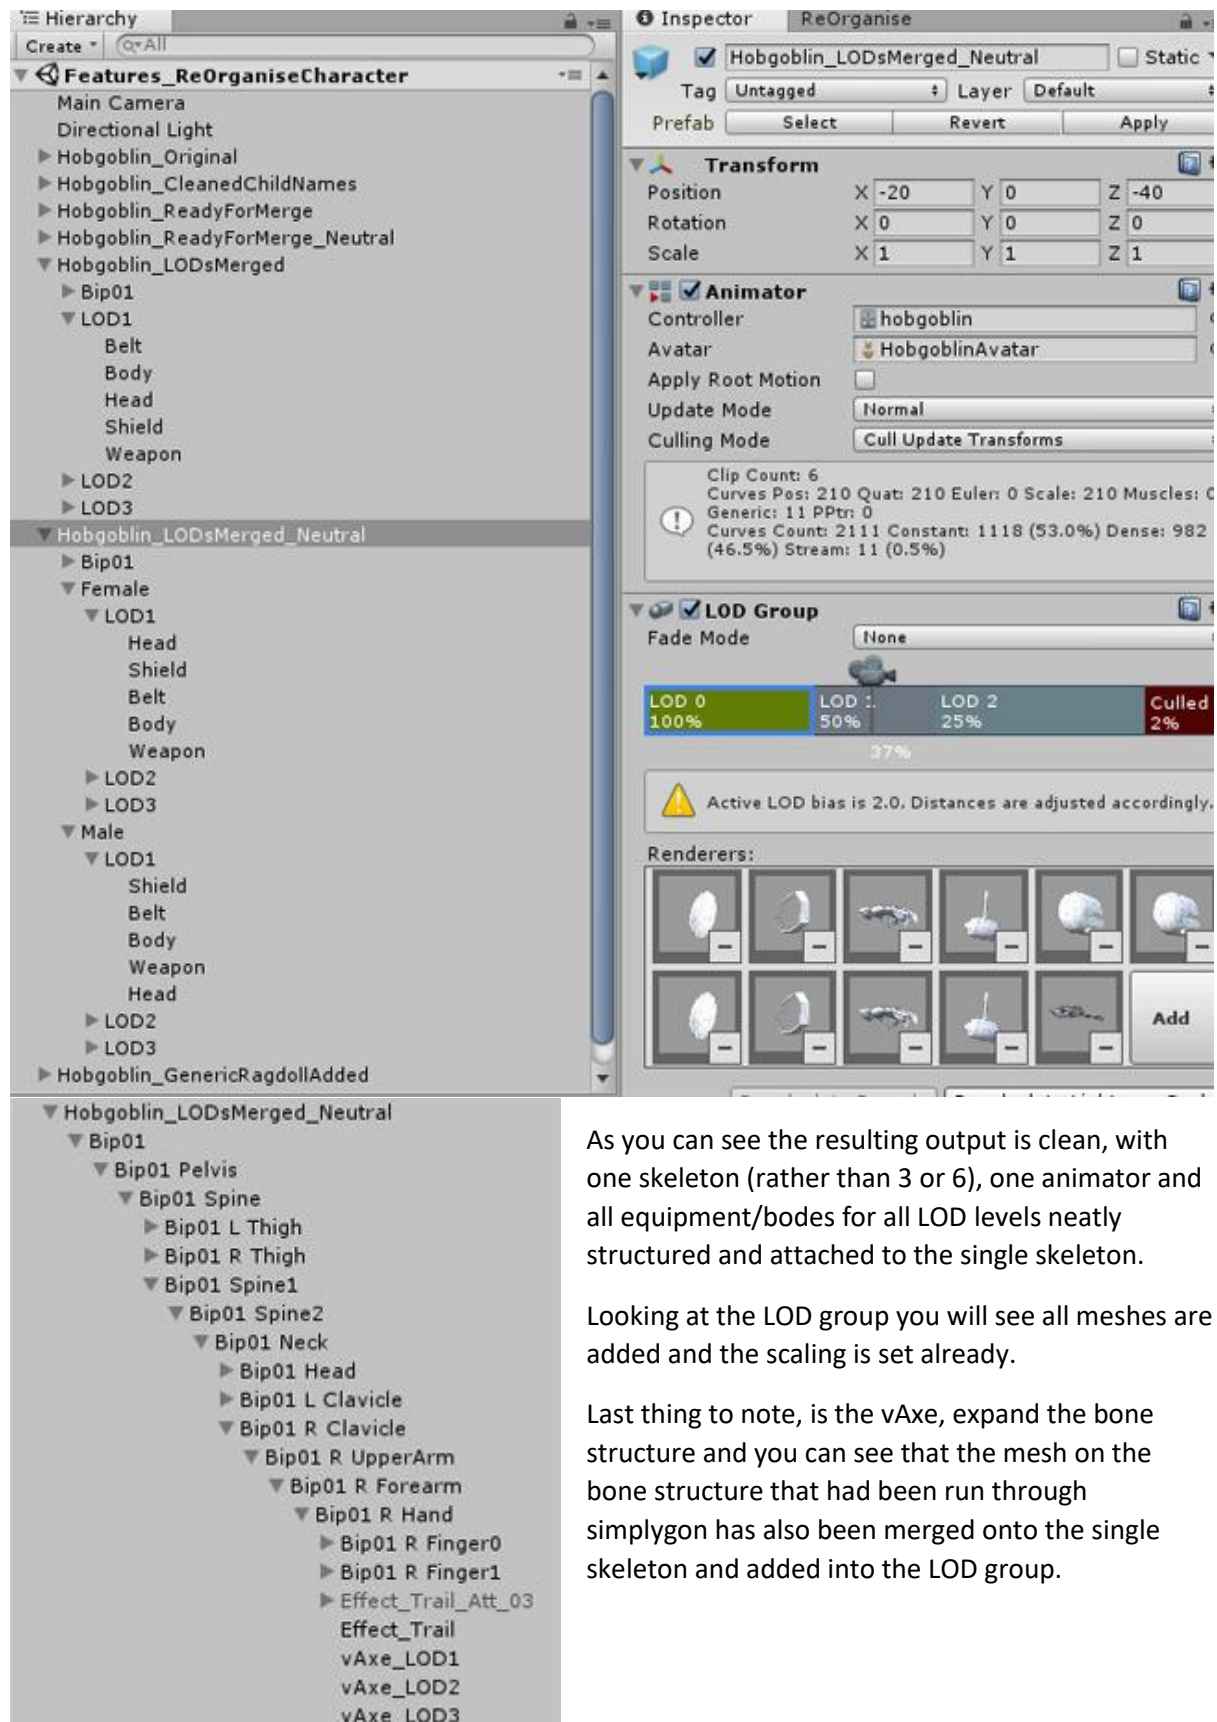 Hierarchy
Create
All
Features_ReOrganiseCharacter
Main Camera
Directional Light
Hobgoblin_Original
Hobgoblin_CleanedChildNames
Hobgoblin_ReadyForMerge
Hobgoblin_ReadyForMerge_Neutral
Hobgoblin_LODsMerged
Bip01
LOD1
Belt
Body
Head
Shield
Weapon
LOD2
LOD3
Hobgoblin_LODsMerged_Neutral
Bip01
Female
LOD1
Head
Shield
Belt
Body
Weapon
LOD2
LOD3
Male
LOD1
Shield
Belt
Body
Weapon
Head
LOD2
LOD3
Hobgoblin_GenericRagdollAdded
Inspector ReOrganise
Hobgoblin_LODsMerged_Neutral Static
Tag Untagged Layer Default
Prefab Select Revert Apply
Transform
Position X -20 Y 0 Z -40
Rotation X 0 Y 0 Z 0
Scale X 1 Y 1 Z 1
Animator
Controller hobgoblin
Avatar HobgoblinAvatar
Apply Root Motion
Update Mode Normal
Culling Mode Cull Update Transforms
Clip Count: 6
Curves Pos: 210 Quat: 210 Euler: 0 Scale: 210 Muscles: 0
Generic: 11 PPtr: 0
Curves Count: 2111 Constant: 1118 (53.0%) Dense: 982
(46.5%) Stream: 11 (0.5%)
LOD Group
Fade Mode None
LOD 0 LOD 1 LOD 2 Culled
100% 50% 25% 2%
37%
Active LOD bias is 2.0. Distances are adjusted accordingly.
Renderers:
Add
Hobgoblin_LODsMerged_Neutral
Bip01
Bip01 Pelvis
Bip01 Spine
Bip01 L Thigh
Bip01 R Thigh
Bip01 Spine1
Bip01 Spine2
Bip01 Neck
Bip01 Head
Bip01 L Clavicle
Bip01 R Clavicle
Bip01 R UpperArm
Bip01 R Forearm
Bip01 R Hand
Bip01 R Finger0
Bip01 R Finger1
Effect_Trail_Att_03
Effect_Trail
vAxe_LOD1
vAxe_LOD2
vAxe_LOD3
As you can see the resulting output is clean, with
one skeleton (rather than 3 or 6), one animator and
all equipment/bodes for all LOD levels neatly
structured and attached to the single skeleton.
Looking at the LOD group you will see all meshes are
added and the scaling is set already.
Last thing to note, is the vAxe, expand the bone
structure and you can see that the mesh on the
bone structure that had been run through
simplygon has also been merged onto the single
skeleton and added into the LOD group.